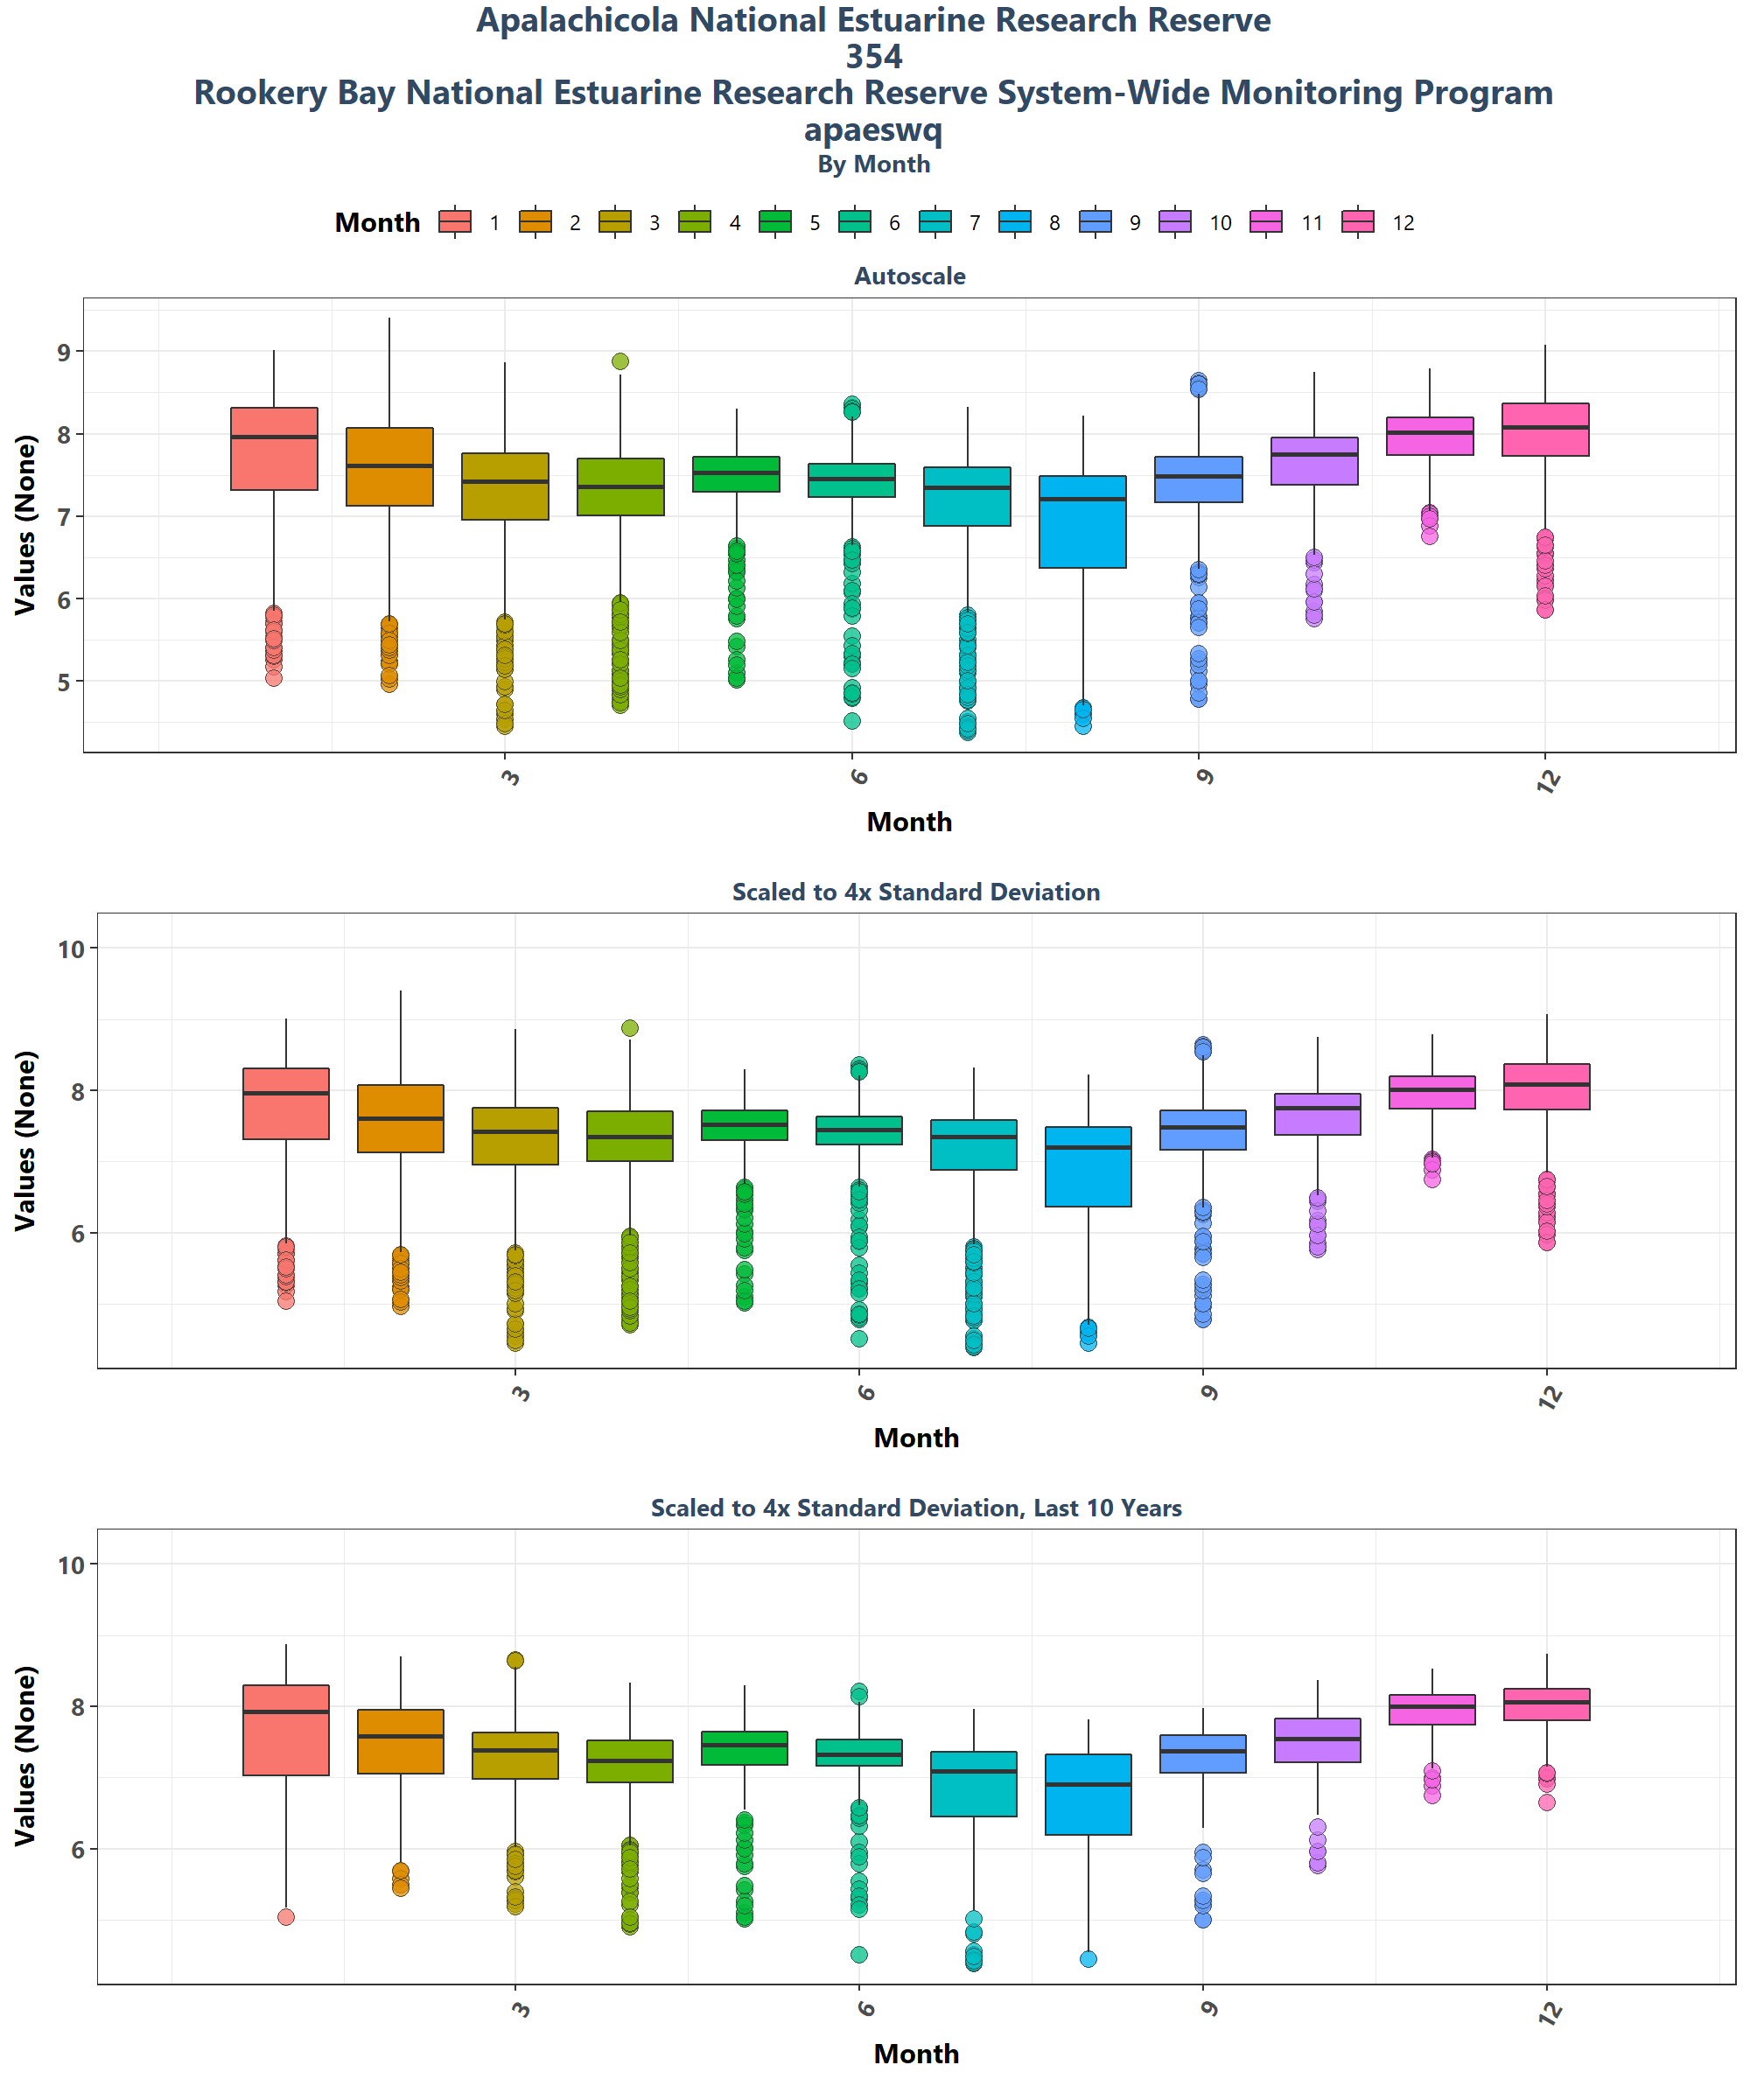 Apalachicola National Estuarine Research Reserve
354
Rookery Bay National Estuarine Research Reserve System-Wide Monitoring Program
apaeswq
By Month
Month 1 2 3 4 5 6 7 8 9 10 11 12
Autoscale
Values (None)
9
8
7
6
5
3 6 9 12
Month
Scaled to 4x Standard Deviation
Values (None)
10
8
6
3 6 9 12
Month
Scaled to 4x Standard Deviation, Last 10 Years
Values (None)
10
8
6
3 6 9 12
Month